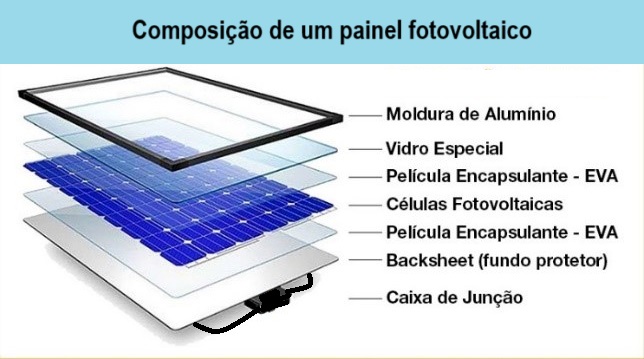 Composição de um painel fotovoltaico
Moldura de Alumínio
Vidro Especial
Película Encapsulante - EVA
Células Fotovoltaicas
Película Encapsulante - EVA
Backsheet (fundo protetor)
Caixa de Junção